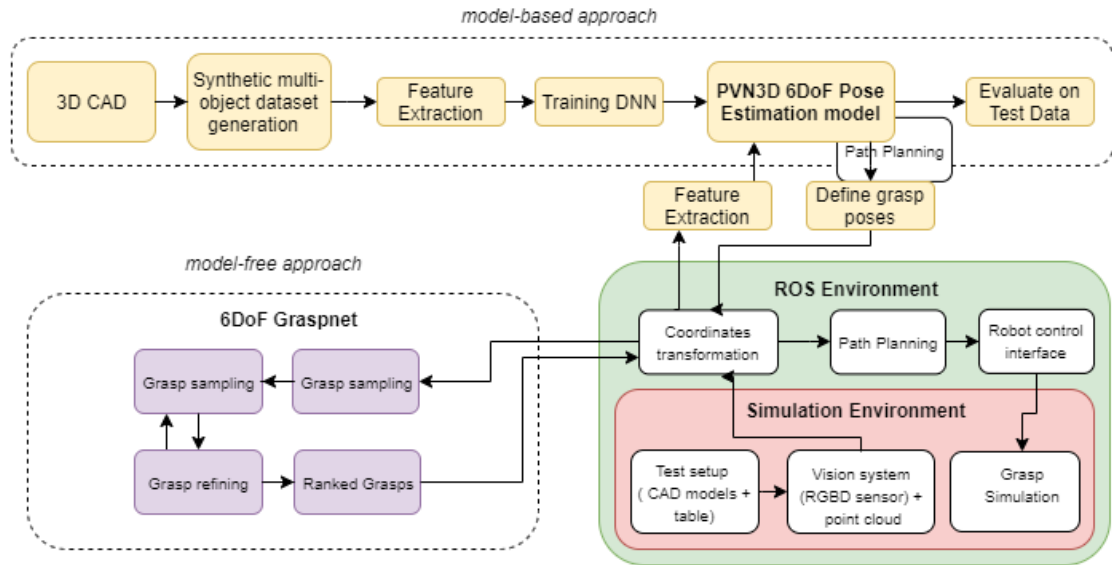 model-based approach
3D CAD
Synthetic multi-
object dataset
generation
Feature
Extraction
Training DNN
PVN3D 6DoF Pose
Estimation model
Evaluate on
Test Data
Path Planning
Feature
Extraction
Define grasp
poses
model-free approach
6DoF Graspnet
Grasp sampling
Grasp sampling
Grasp refining
Ranked Grasps
ROS Environment
Coordinates
transformation
Path Planning
Robot control
interface
Simulation Environment
Test setup
( CAD models +
table)
Vision system
(RGBD sensor) +
point cloud
Grasp
Simulation